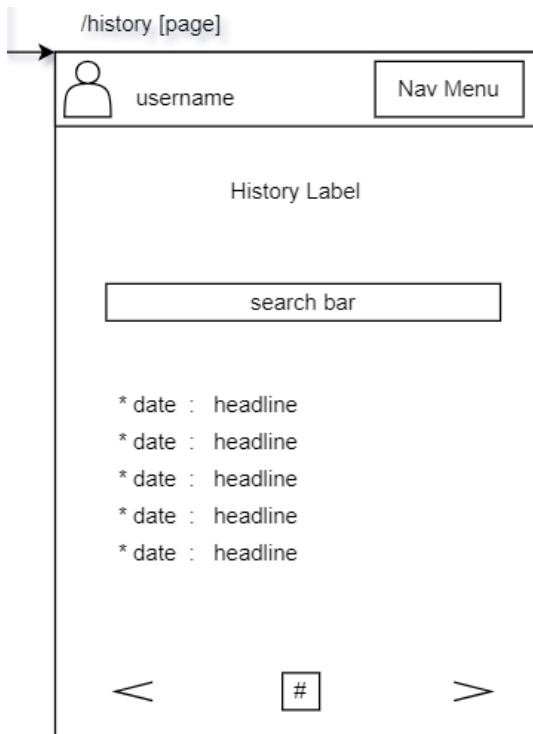 /history [page]
username
Nav Menu
History Label
search bar
* date : headline
* date : headline
* date : headline
* date : headline
* date : headline
< # >